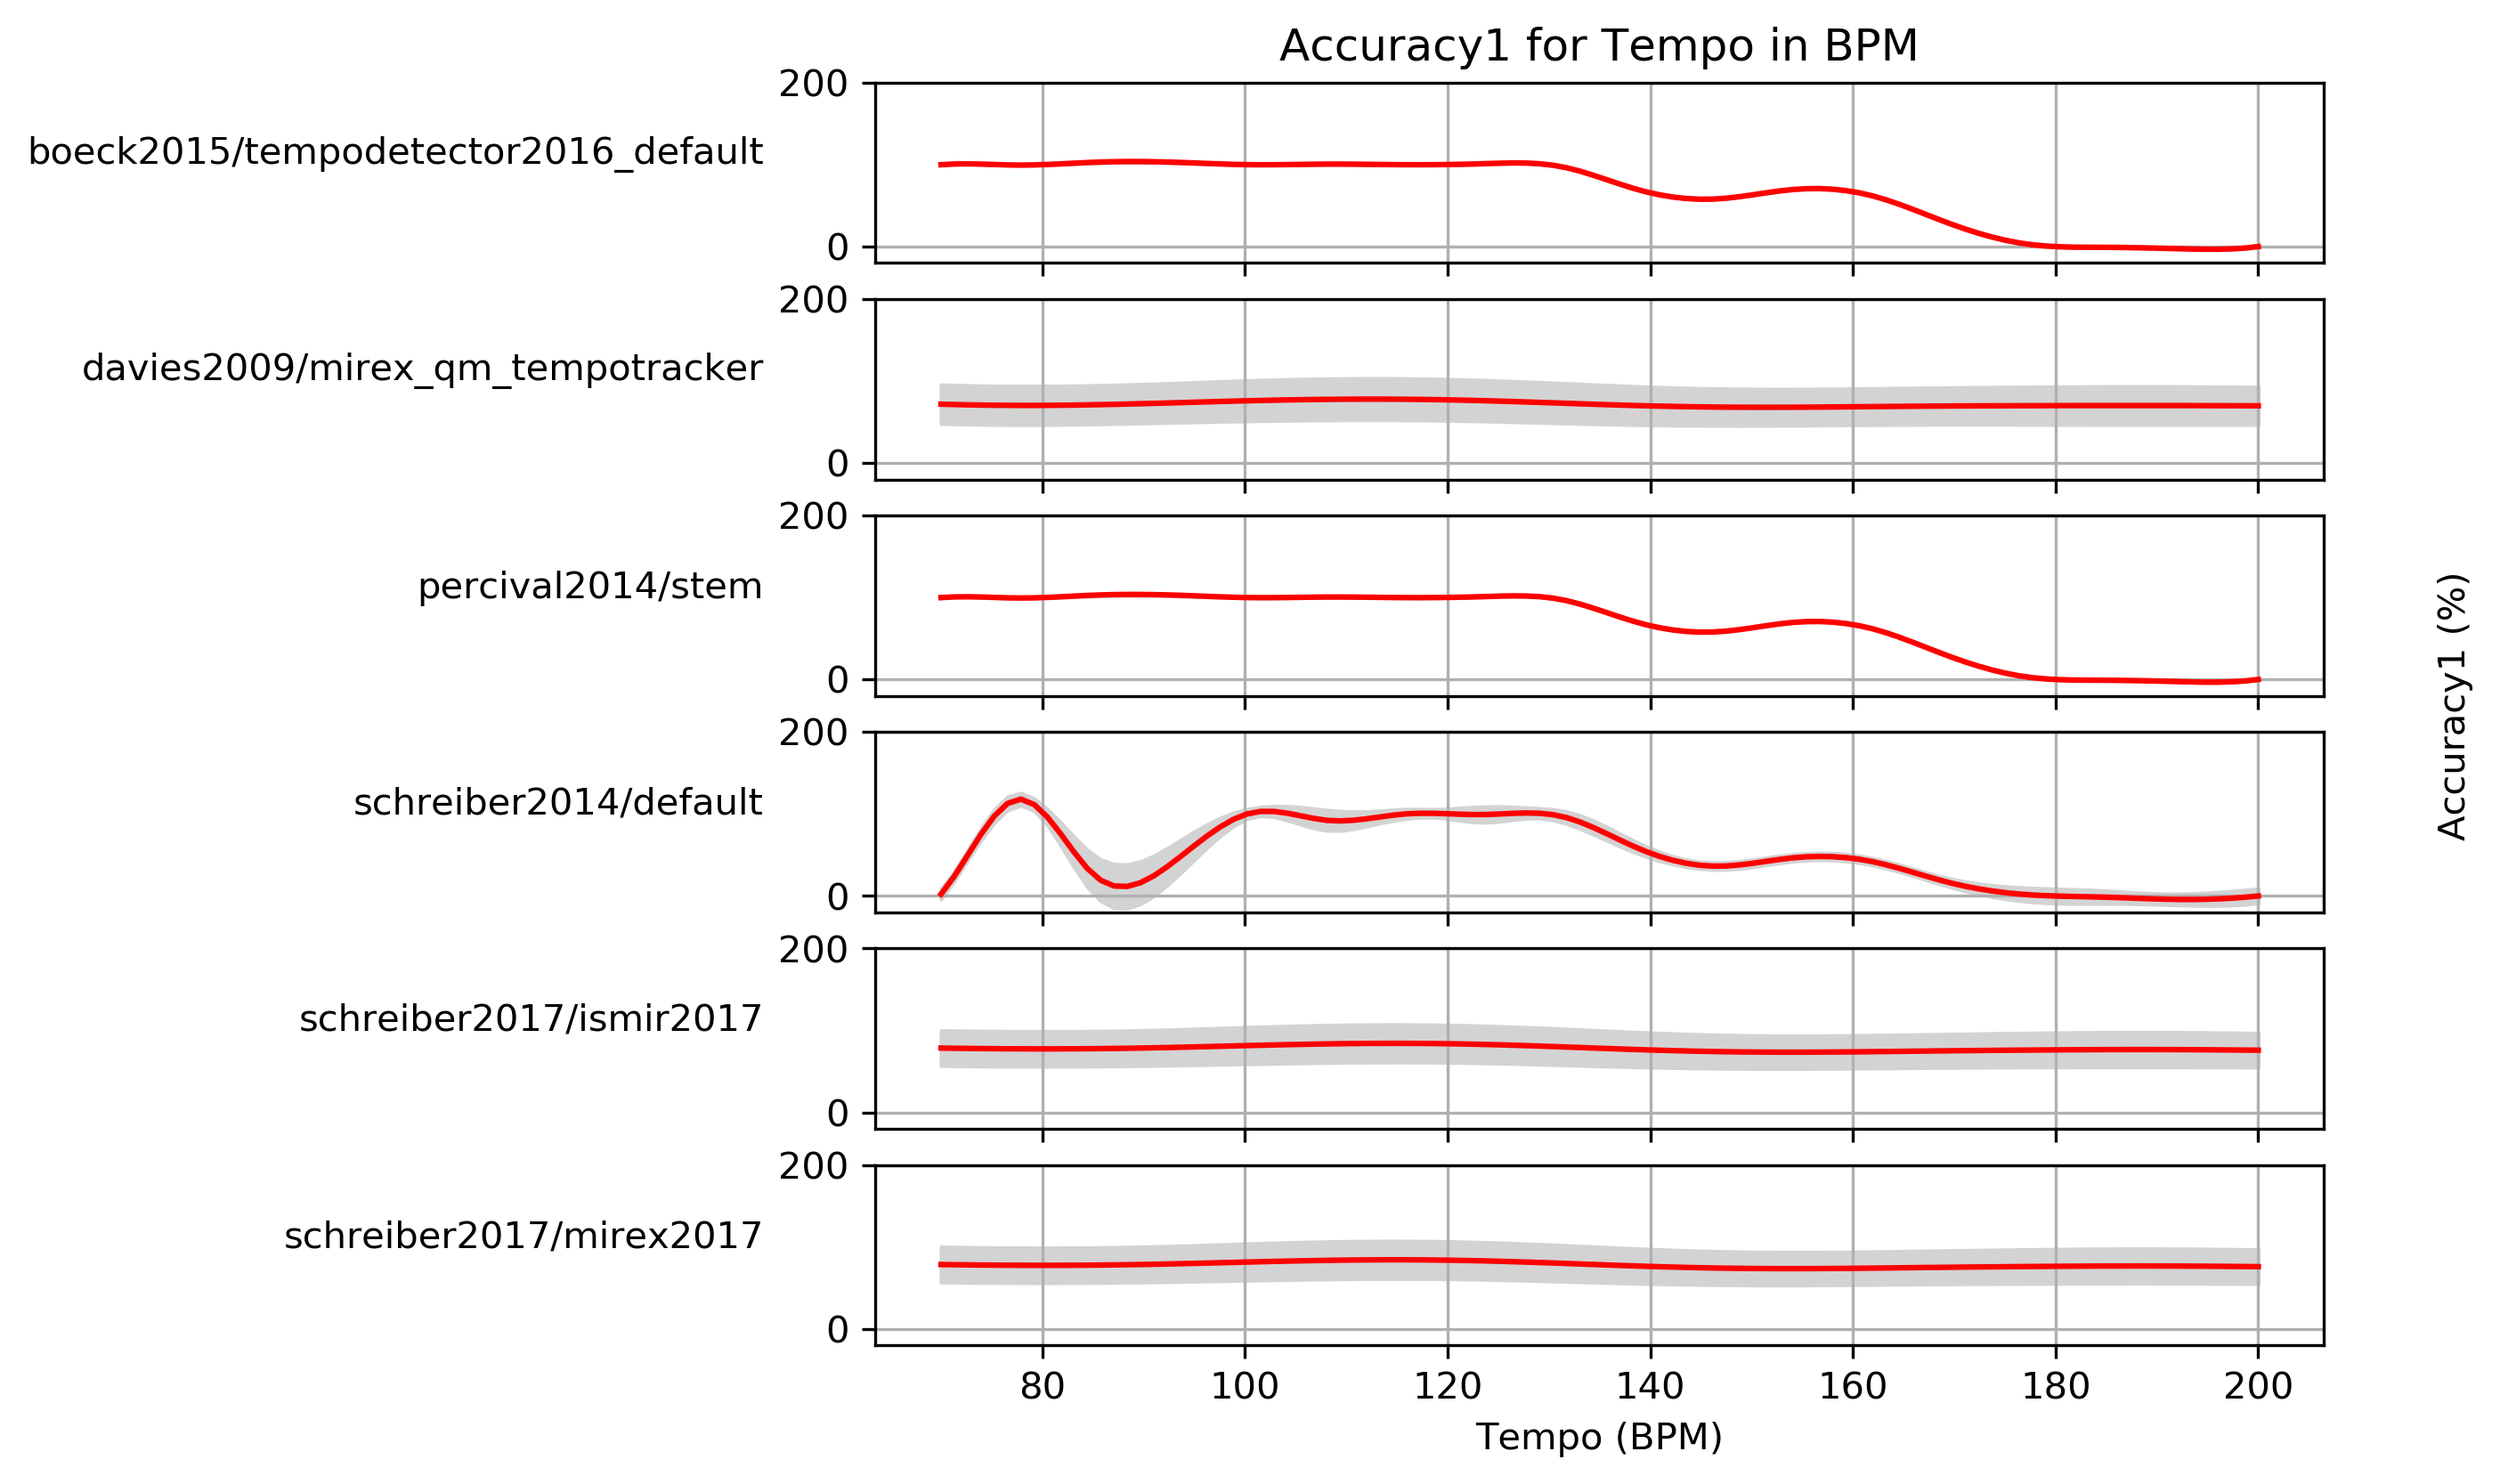 Accuracy1 for Tempo in BPM
200
boeck2015/tempodetector2016_default
0
200
davies2009/mirex_qm_tempotracker
0
200
percival2014/stem
0
200
schreiber2014/default
0
200
schreiber2017/ismir2017
0
200
schreiber2017/mirex2017
0
80 100 120 140 160 180 200
Tempo (BPM)
Accuracy1 (%)